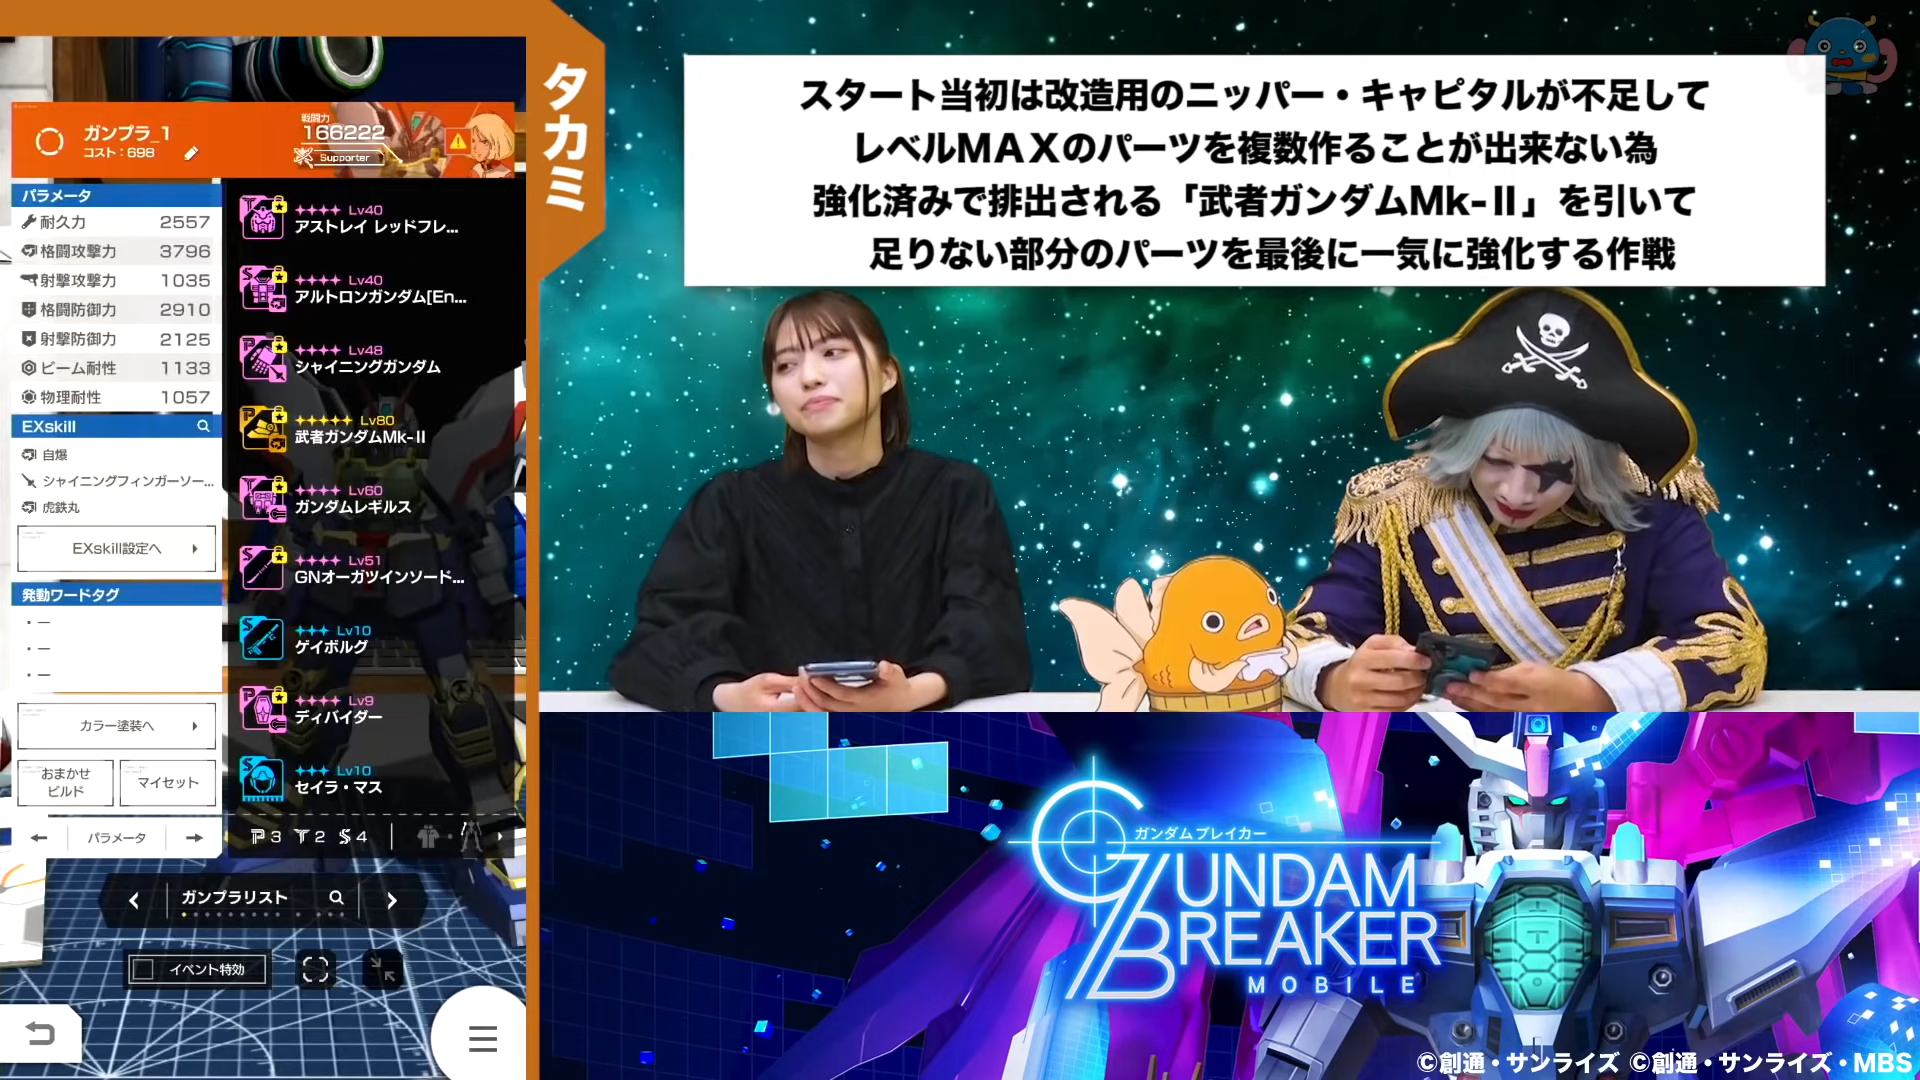 ガンプラ_1
コスト:698
戦闘力
166222
Supporter
パラメータ
耐久力 2557
格闘攻撃力 3796
射撃攻撃力 1035
格闘防御力 2910
射撃防御力 2125
ビーム耐性 1133
物理耐性 1057
EXskill
自爆
シャイニングフィンガーソー...
虎鉄丸
EXskill設定へ
発動ワードタグ
・ー
・ー
・ー
カラー塗装へ
おまかせ
ビルド
マイセット
パラメータ
Lv40
アストレイ レッドフレ...
Lv40
アルトロンガンダム[En...
Lv48
シャイニングガンダム
Lv80
武者ガンダムMk-Ⅱ
Lv60
ガンダムレギルス
Lv51
GNオーガツインソード...
Lv10
ゲイボルグ
Lv9
ディバイダー
Lv10
セイラ・マス
P 3 T 2 S 4
ガンプラリスト
イベント特効
タカミ
スタート当初は改造用のニッパー・キャピタルが不足して
レベルMAXのパーツを複数作ることが出来ない為
強化済みで排出される「武者ガンダムMk-Ⅱ」を引いて
足りない部分のパーツを最後に一気に強化する作戦
ガンダムブレイカー
GUNDAM
BREAKER
MOBILE
©創通・サンライズ ©創通・サンライズ・MBS